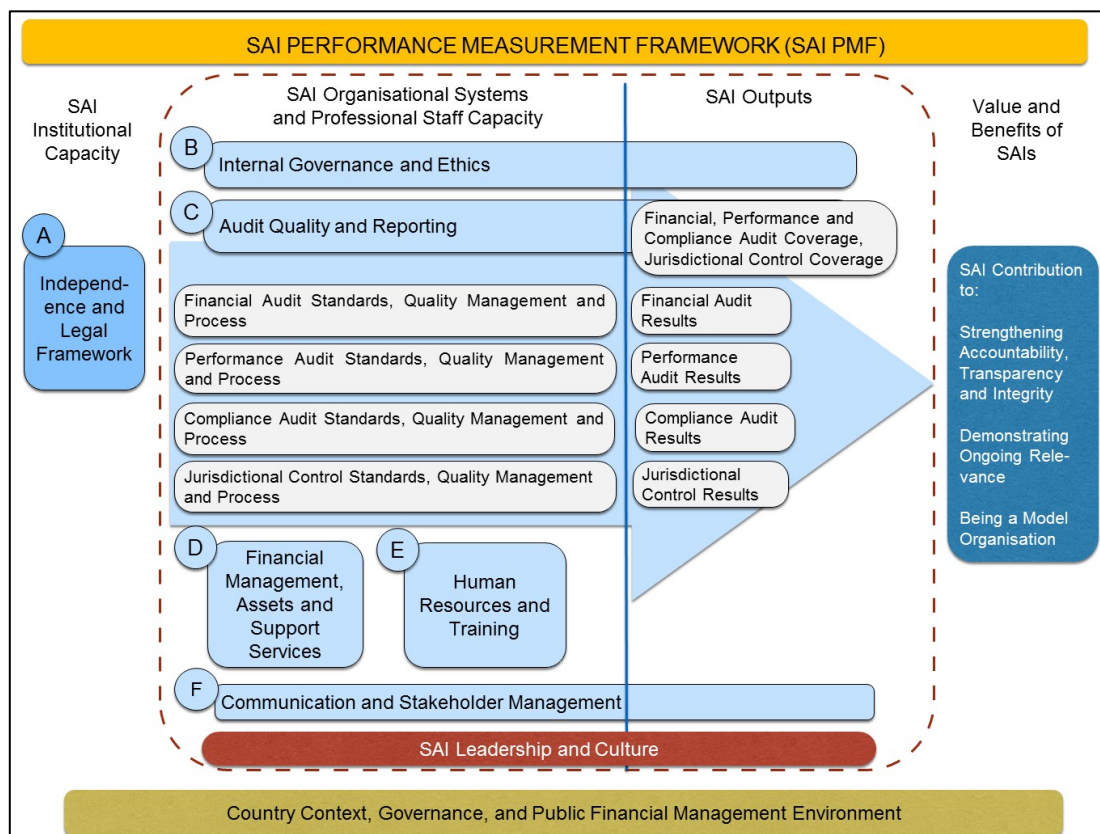 SAI PERFORMANCE MEASUREMENT FRAMEWORK (SAI PMF)
SAI
Institutional
Capacity
SAI Organisational Systems
and Professional Staff Capacity
SAI Outputs
Value and
Benefits of
SAIs
B
Internal Governance and Ethics
C
Audit Quality and Reporting
Financial, Performance and
Compliance Audit Coverage,
Jurisdictional Control Coverage
A
Independ-
ence and
Legal
Framework
Financial Audit Standards, Quality Management and
Process
Financial Audit
Results
Performance Audit Standards, Quality Management
and Process
Performance
Audit Results
Compliance Audit Standards, Quality Management and
Process
Compliance Audit
Results
Jurisdictional Control Standards, Quality Management
and Process
Jurisdictional
Control Results
SAI Contribution
to:
Strengthening
Accountability,
Transparency
and Integrity
Demonstrating
Ongoing Rele-
vance
Being a Model
Organisation
D
Financial
Management,
Assets and
Support
Services
E
Human
Resources and
Training
F
Communication and Stakeholder Management
SAI Leadership and Culture
Country Context, Governance, and Public Financial Management Environment